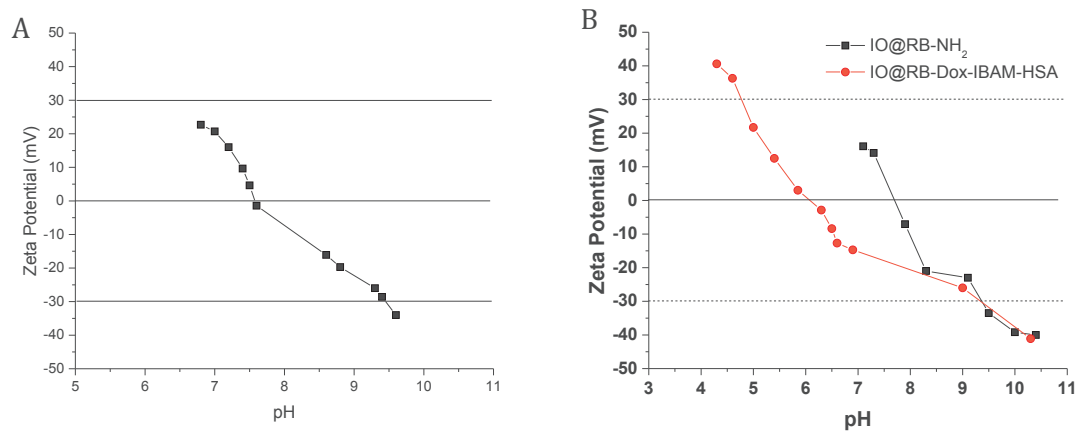 A
50
40
30
20
10
0
-10
-20
-30
-40
-50
Zeta Potential (mV)
5 6 7 8 9 10 11
pH
B
50
40
30
20
10
0
-10
-20
-30
-40
-50
Zeta Potential (mV)
IO@RB-NH₂
IO@RB-Dox-IBAM-HSA
3 4 5 6 7 8 9 10 11
pH